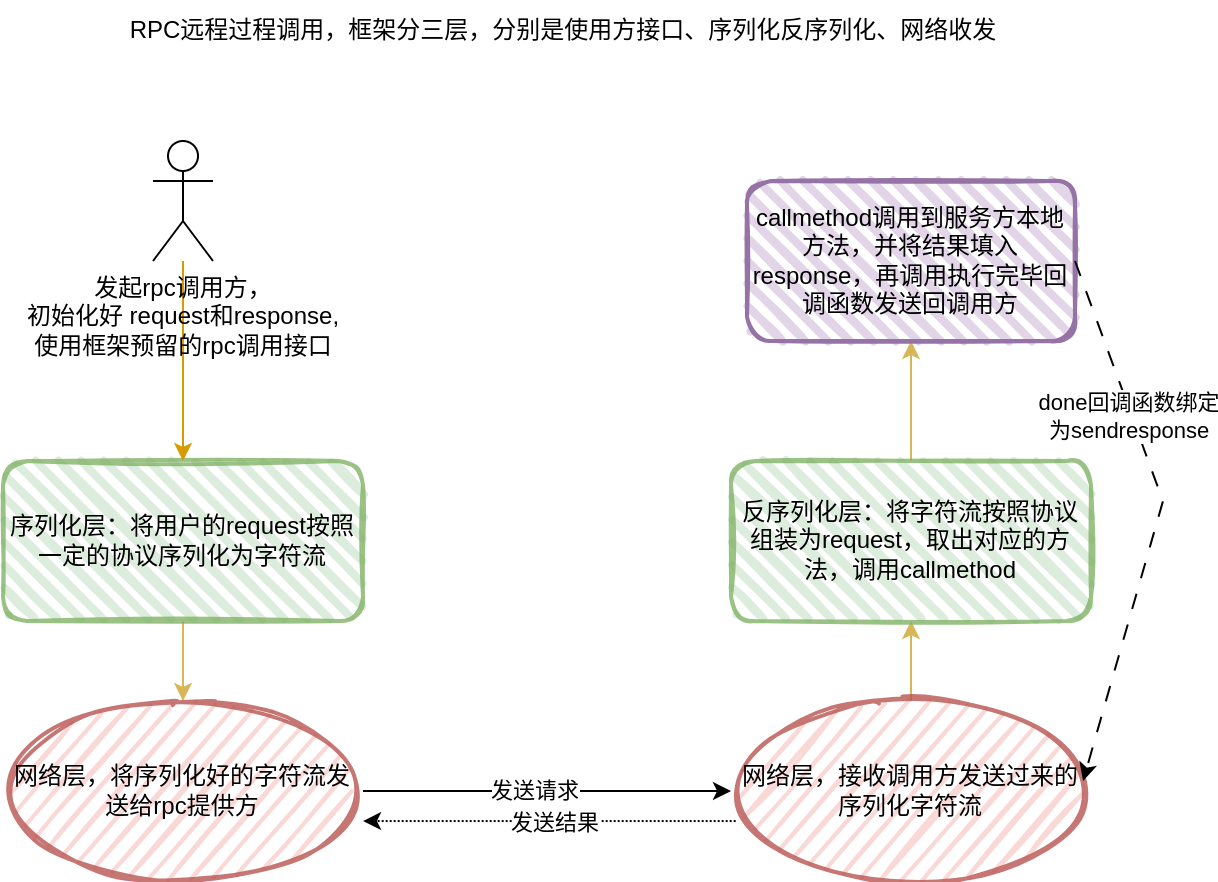 RPC远程过程调用，框架分三层，分别是使用方接口、序列化反序列化、网络收发
发起rpc调用方，
初始化好 request和response,
使用框架预留的rpc调用接口
callmethod调用到服务方本地
方法，并将结果填入
response，再调用执行完毕回
调函数发送回调用方
done回调函数绑定
为sendresponse
序列化层：将用户的request按照
一定的协议序列化为字符流
反序列化层：将字符流按照协议
组装为request，取出对应的方
法，调用callmethod
网络层，将序列化好的字符流发
送给rpc提供方
发送请求
发送结果
网络层，接收调用方发送过来的
序列化字符流